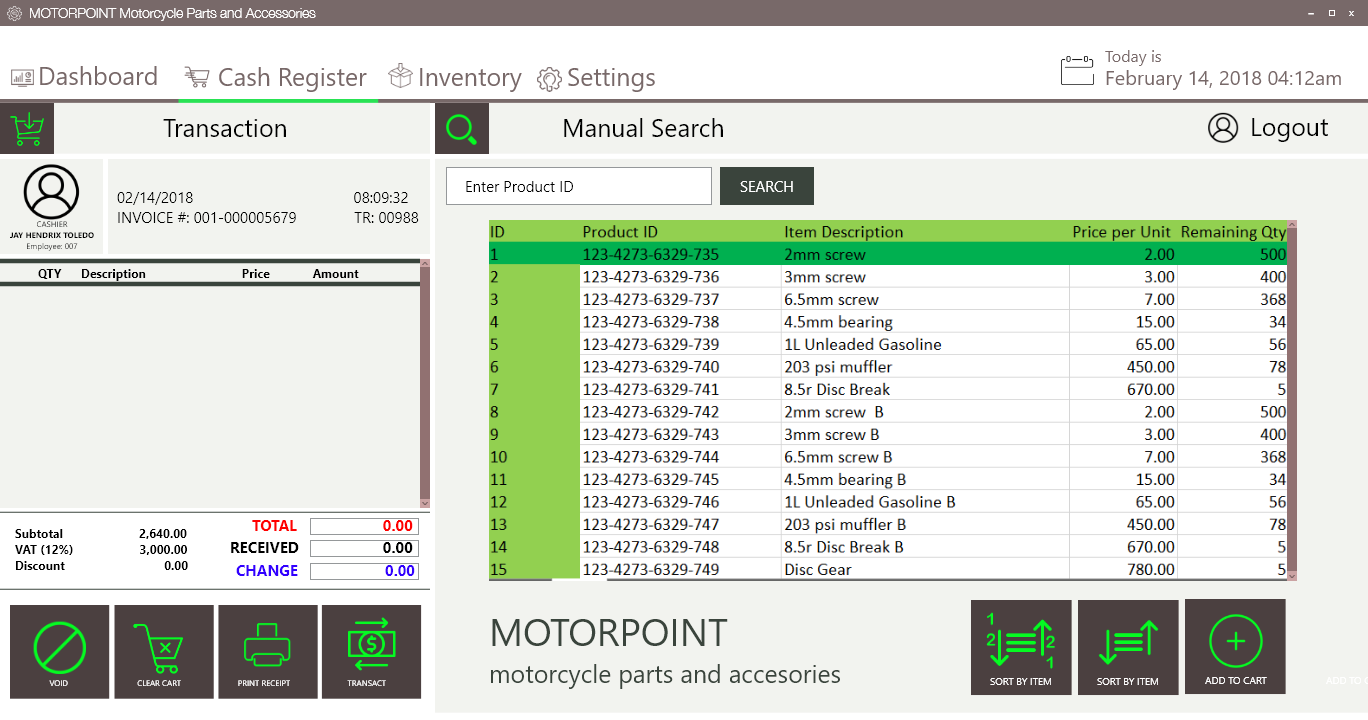 MOTORPOINT Motorcycle Parts and Accessories
Dashboard Cash Register Inventory Settings
Today is
February 14, 2018 04:12am
Transaction
Manual Search
Logout
CASHIER
JAY HENDRIX TOLEDO
Employee: 007
02/14/2018 08:09:32
INVOICE #: 001-000005679 TR: 00988
QTY Description Price Amount
Subtotal 2,640.00
VAT (12%) 3,000.00
Discount 0.00
TOTAL 0.00
RECEIVED 0.00
CHANGE 0.00
VOID
CLEAR CART
PRINT RECEIPT
TRANSACT
Enter Product ID
SEARCH
ID Product ID Item Description Price per Unit Remaining Qty
1 123-4273-6329-735 2mm screw 2.00 500
2 123-4273-6329-736 3mm screw 3.00 400
3 123-4273-6329-737 6.5mm screw 7.00 368
4 123-4273-6329-738 4.5mm bearing 15.00 34
5 123-4273-6329-739 1L Unleaded Gasoline 65.00 56
6 123-4273-6329-740 203 psi muffler 450.00 78
7 123-4273-6329-741 8.5r Disc Break 670.00 5
8 123-4273-6329-742 2mm screw B 2.00 500
9 123-4273-6329-743 3mm screw B 3.00 400
10 123-4273-6329-744 6.5mm screw B 7.00 368
11 123-4273-6329-745 4.5mm bearing B 15.00 34
12 123-4273-6329-746 1L Unleaded Gasoline B 65.00 56
13 123-4273-6329-747 203 psi muffler B 450.00 78
14 123-4273-6329-748 8.5r Disc Break B 670.00 5
15 123-4273-6329-749 Disc Gear 780.00 5
MOTORPOINT
motorcycle parts and accesories
1 2 2 1
SORT BY ITEM
SORT BY ITEM
ADD TO CART
ADD TO C